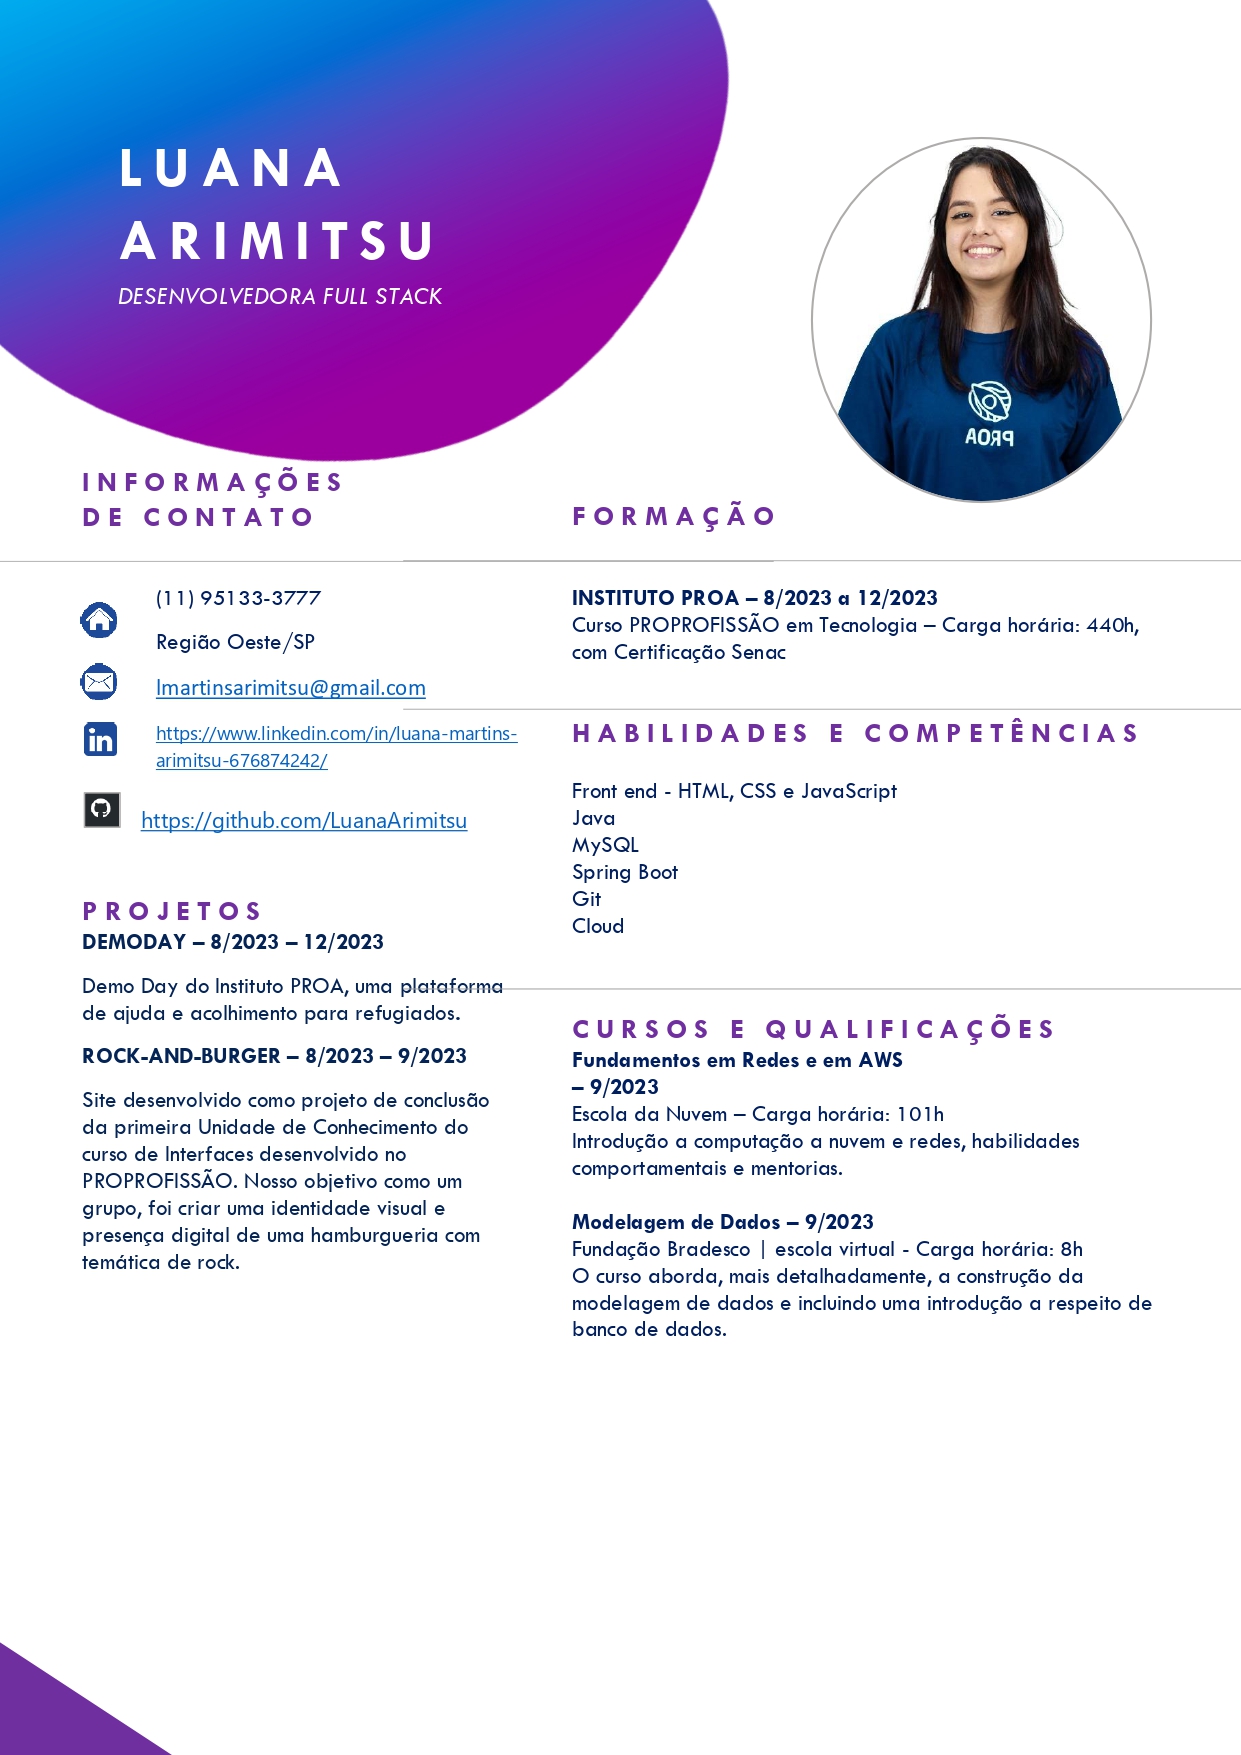 LUANA
ARIMITSU
DESENVOLVEDORA FULL STACK
PROA
INFORMAÇÕES
DE CONTATO
(11) 95133-3777
Região Oeste/SP
lmartinsarimitsu@gmail.com
https://www.linkedin.com/in/luana-martins-
arimitsu-676874242/
https://github.com/LuanaArimitsu
PROJETOS
DEMODAY – 8/2023 – 12/2023
Demo Day do Instituto PROA, uma plataforma
de ajuda e acolhimento para refugiados.
ROCK-AND-BURGER – 8/2023 – 9/2023
Site desenvolvido como projeto de conclusão
da primeira Unidade de Conhecimento do
curso de Interfaces desenvolvido no
PROPROFISSÃO. Nosso objetivo como um
grupo, foi criar uma identidade visual e
presença digital de uma hamburgueria com
temática de rock.
FORMAÇÃO
INSTITUTO PROA – 8/2023 a 12/2023
Curso PROPROFISSÃO em Tecnologia – Carga horária: 440h,
com Certificação Senac
HABILIDADES E COMPETÊNCIAS
Front end - HTML, CSS e JavaScript
Java
MySQL
Spring Boot
Git
Cloud
CURSOS E QUALIFICAÇÕES
Fundamentos em Redes e em AWS
– 9/2023
Escola da Nuvem – Carga horária: 101h
Introdução a computação a nuvem e redes, habilidades
comportamentais e mentorias.
Modelagem de Dados – 9/2023
Fundação Bradesco | escola virtual - Carga horária: 8h
O curso aborda, mais detalhadamente, a construção da
modelagem de dados e incluindo uma introdução a respeito de
banco de dados.